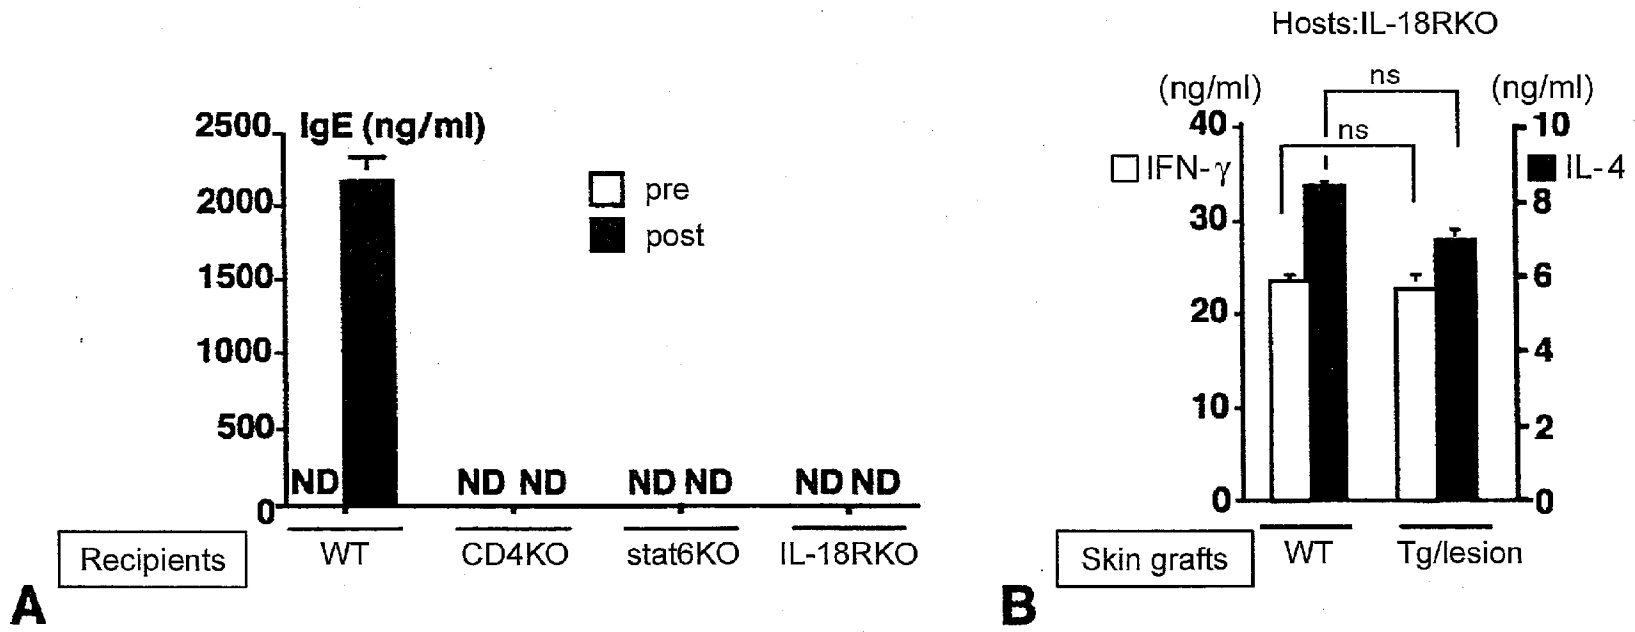 IgE (ng/ml)
2500
2000
1500
1000
500
0
pre
post
ND
ND ND
ND ND
ND ND
Recipients
WT
CD4KO
stat6KO
IL-18RKO
A
Hosts:IL-18RKO
(ng/ml)
ns
(ng/ml)
ns
IFN-γ
IL-4
40
30
20
10
0
10
8
6
4
2
0
Skin grafts
WT
Tg/lesion
B